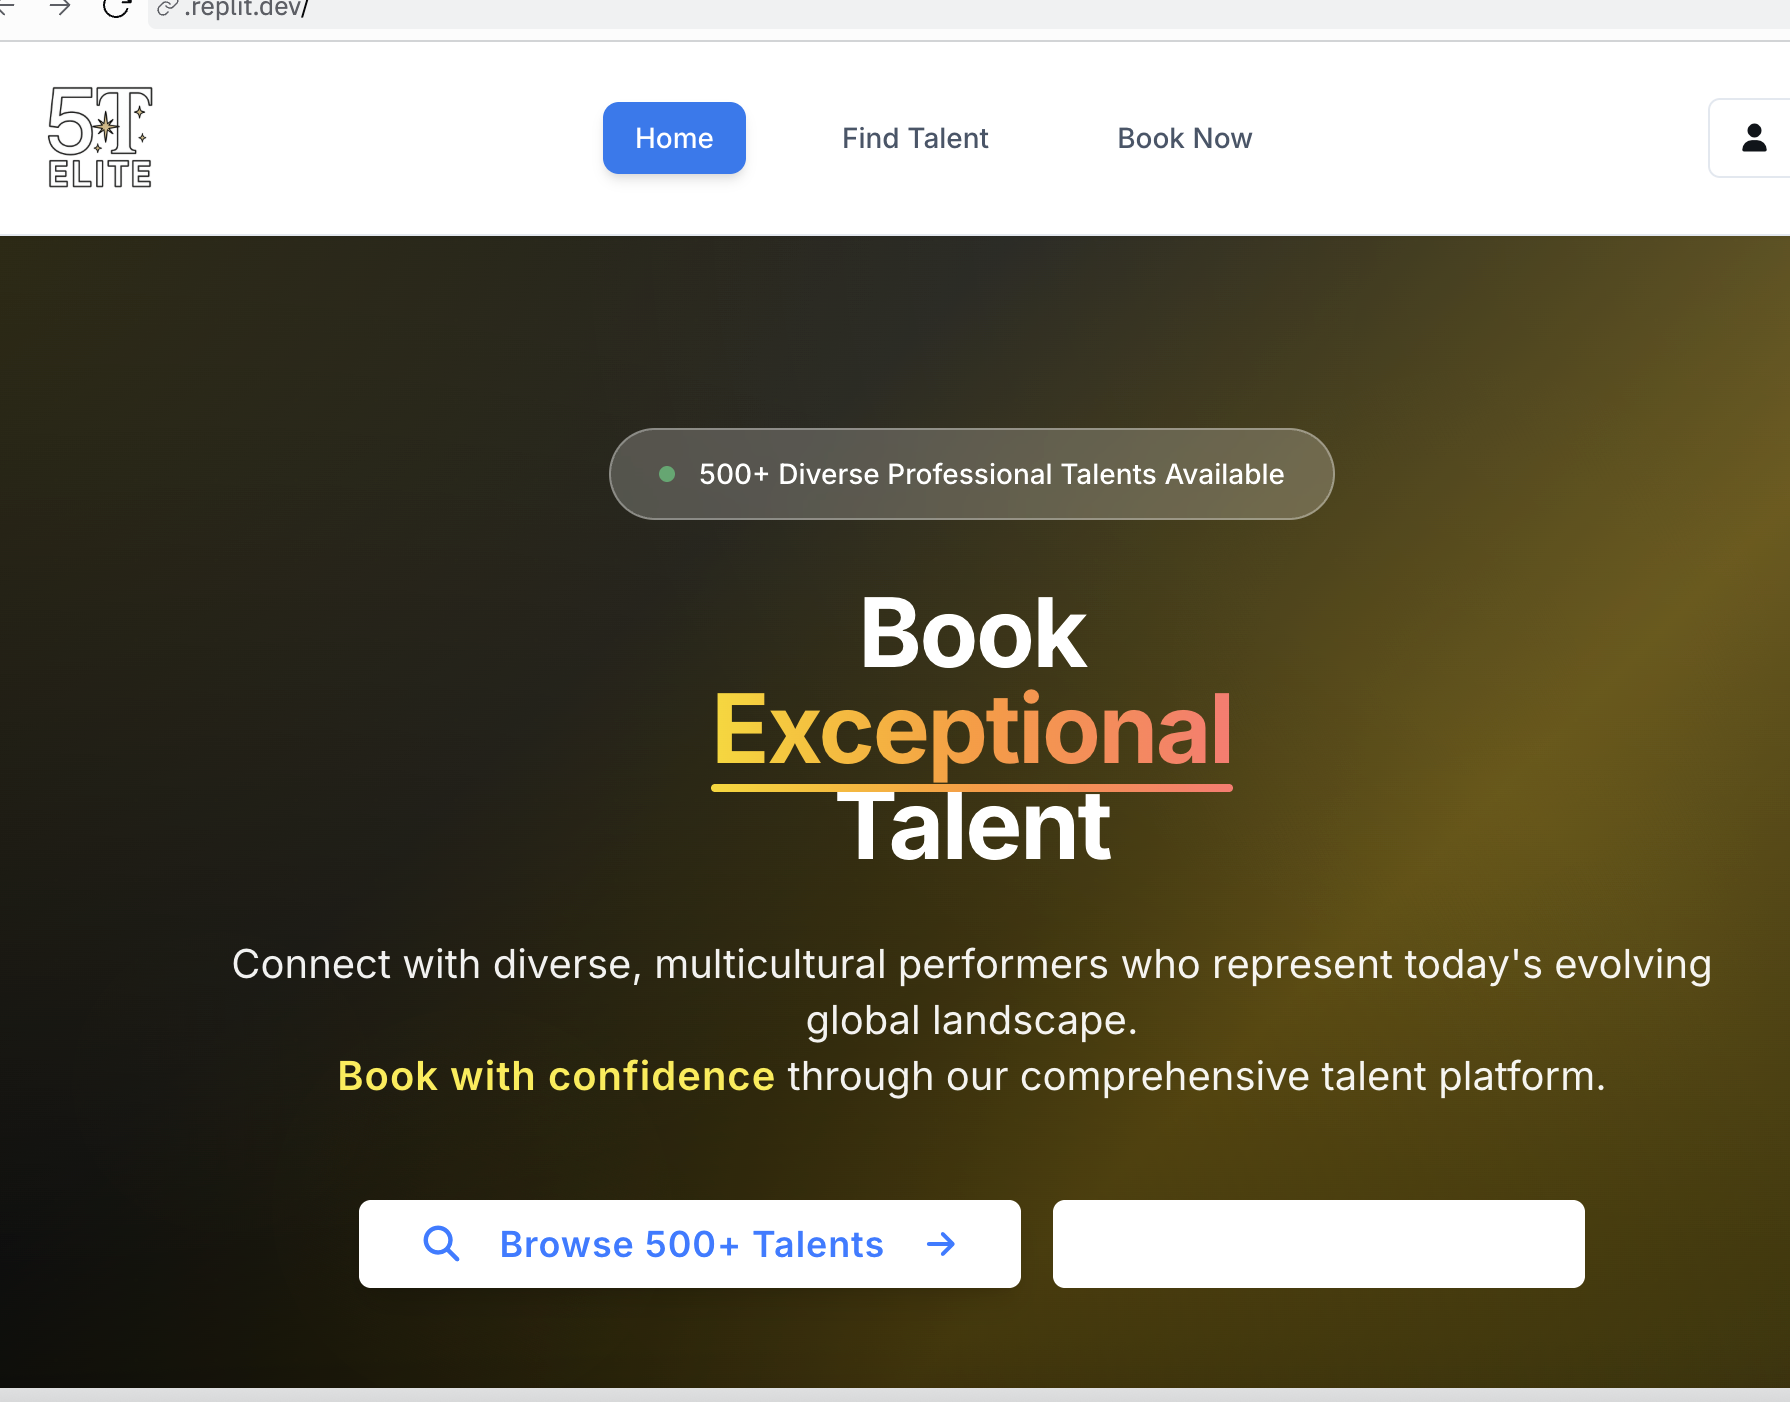 .replit.dev/
5T
ELITE
Home
Find Talent
Book Now
500+ Diverse Professional Talents Available
Book
Exceptional
Talent
Connect with diverse, multicultural performers who represent today's evolving
global landscape.
Book with confidence through our comprehensive talent platform.
Browse 500+ Talents